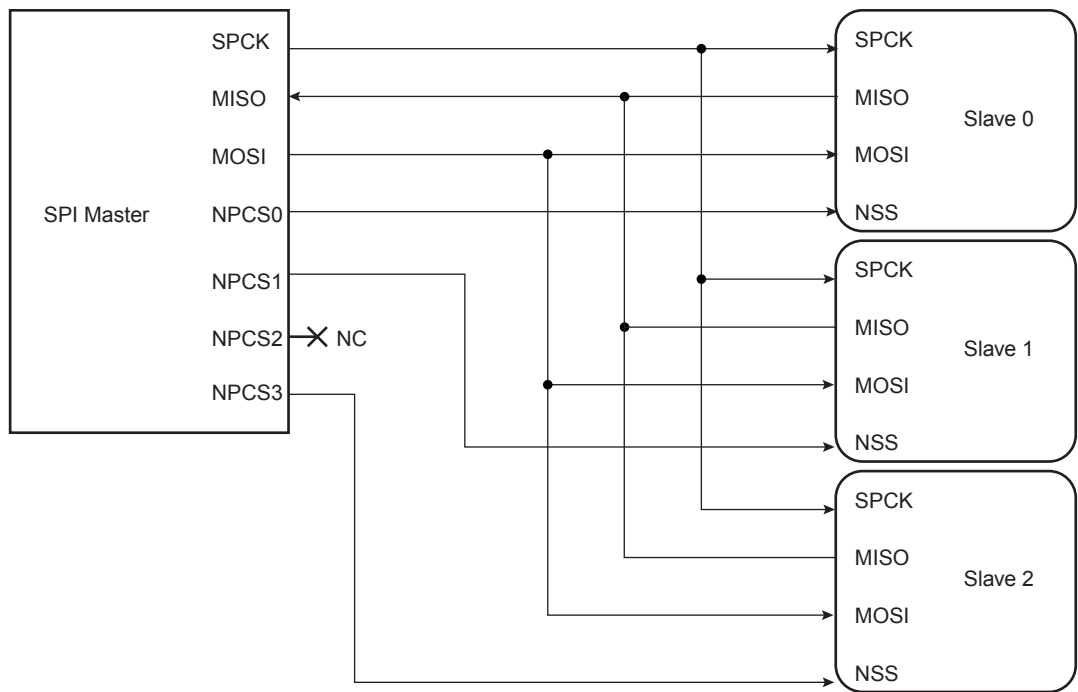 SPI Master
SPCK
MISO
MOSI
NPCS0
NPCS1
NPCS2
NC
NPCS3
SPCK
MISO
Slave 0
MOSI
NSS
SPCK
MISO
Slave 1
MOSI
NSS
SPCK
MISO
Slave 2
MOSI
NSS